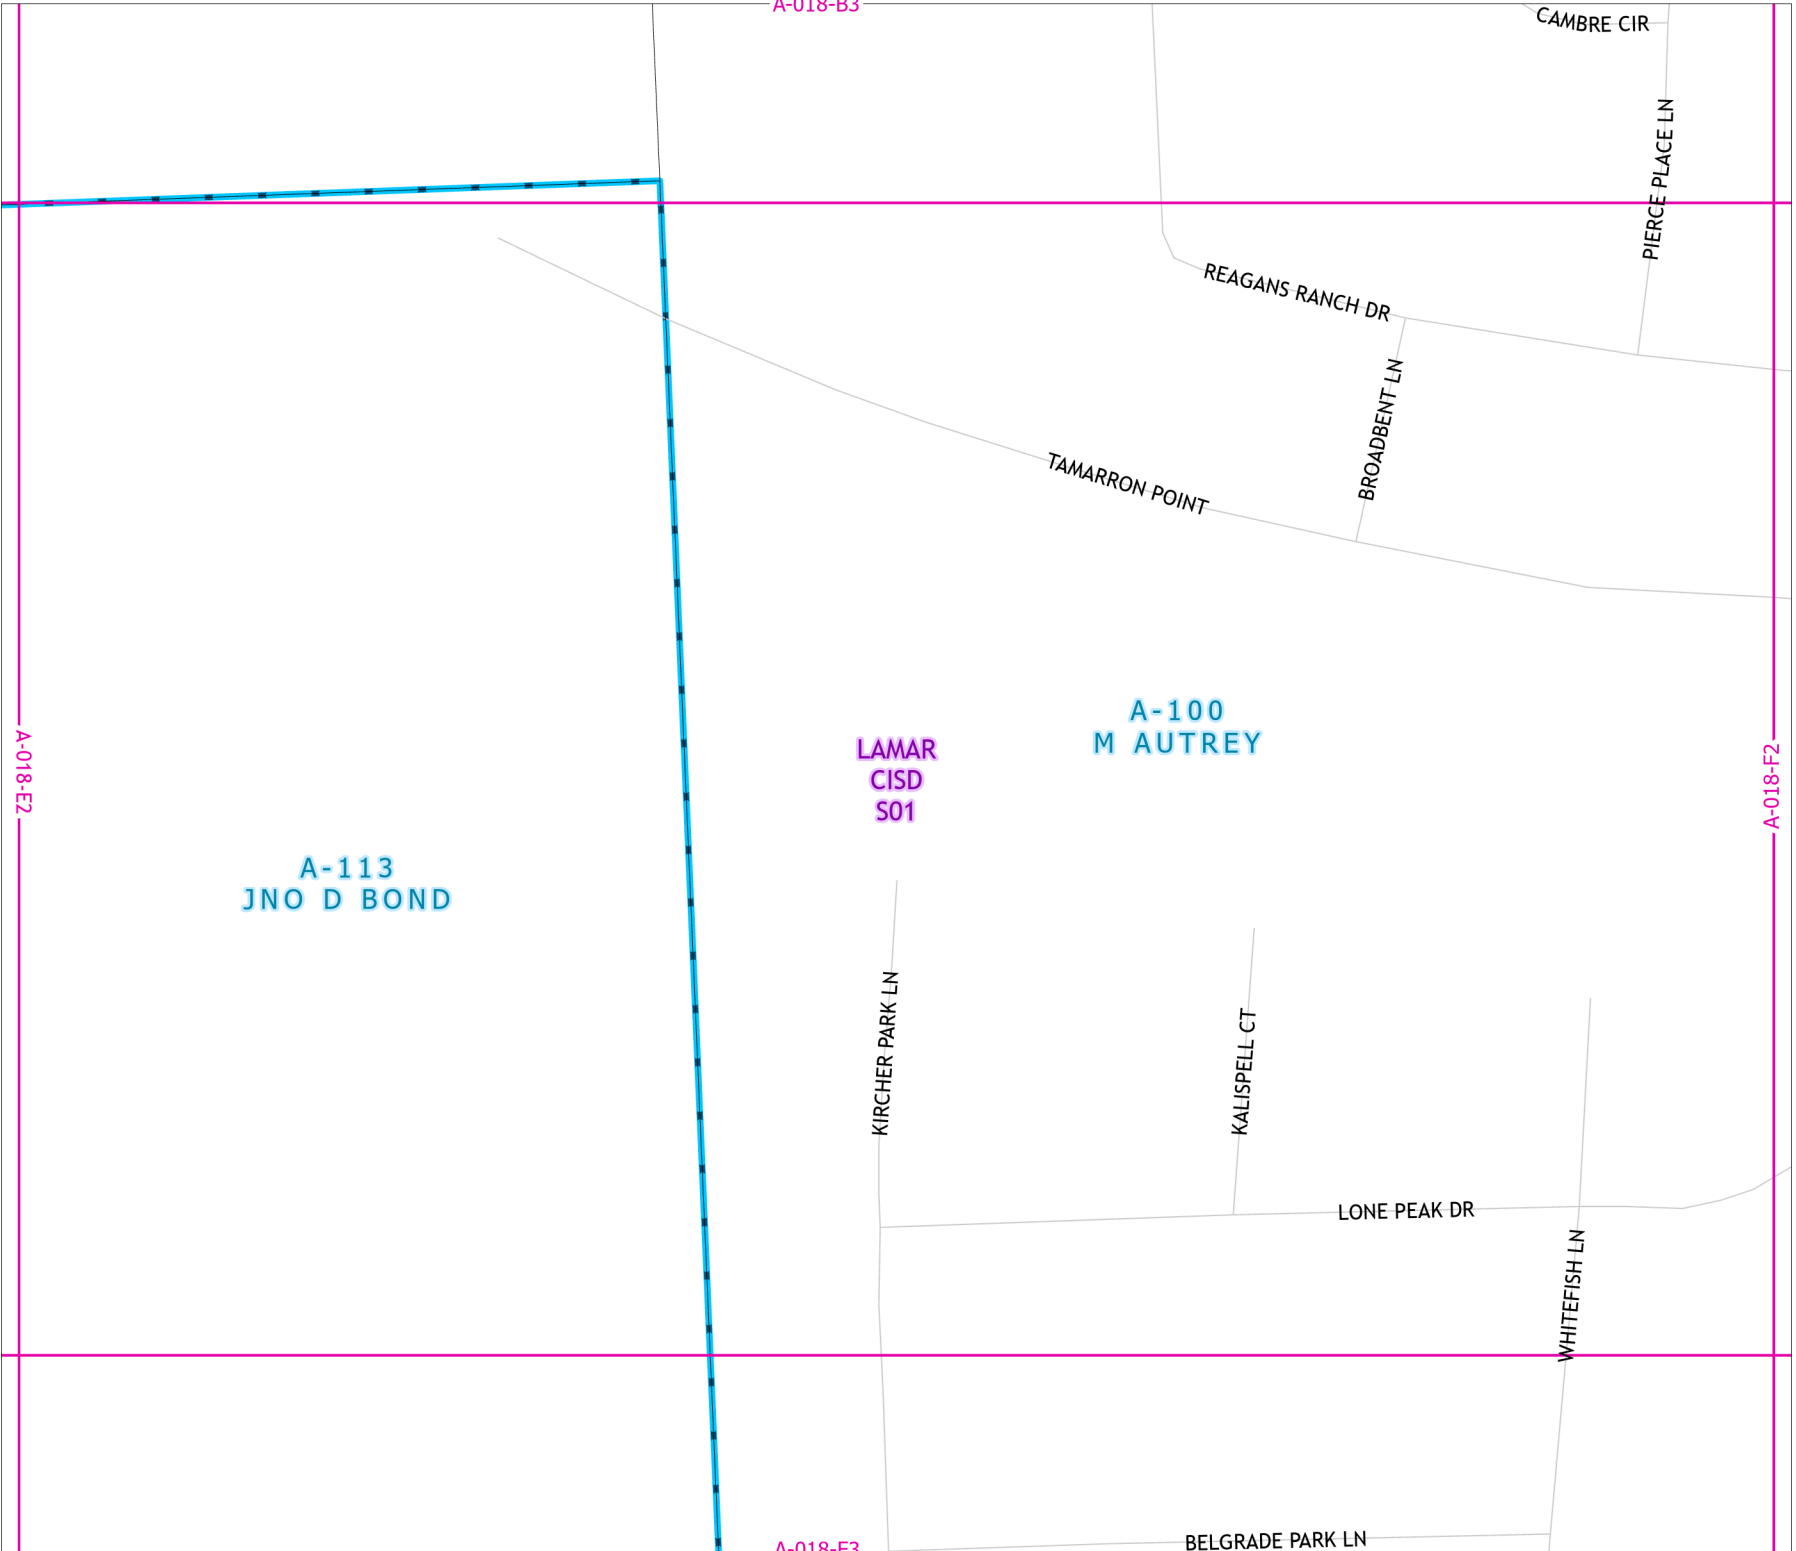 A-018-B3
CAMBRE CIR
PIERCE PLACE LN
REAGANS RANCH DR
BROADBENT LN
TAMARRON POINT
A-100
M AUTREY
LAMAR
CISD
S01
A-018-E2
A-018-F2
A-113
JNO D BOND
KIRCHER PARK LN
KALISPELL CT
LONE PEAK DR
WHITEFISH LN
BELGRADE PARK LN